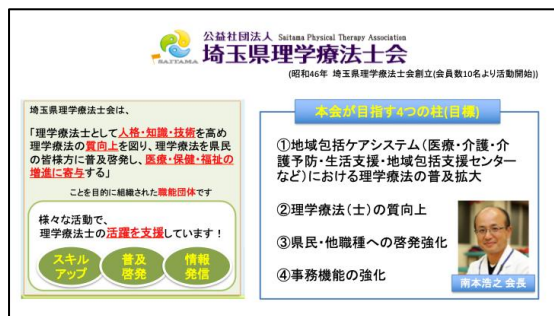 公益社団法人 Saitama Physical Therapy Association
埼玉県理学療法士会
SAITAMA
(昭和46年 埼玉県理学療法士会創立(会員数10名より活動開始))
埼玉県理学療法士会は、
「理学療法士として人格・知識・技術を高め
理学療法の質向上を図り、理学療法を県民
の皆様方に普及啓発し、医療・保健・福祉の
増進に寄与する」
ことを目的に組織された職能団体です
様々な活動で、
理学療法士の活躍を支援しています！
スキル
アップ
普及
啓発
情報
発信
本会が目指す4つの柱(目標)
①地域包括ケアシステム(医療・介護・介
護予防・生活支援・地域包括支援センター
など)における理学療法の普及拡大
②理学療法(士)の質向上
③県民・他職種への啓発強化
④事務機能の強化
南本浩之 会長